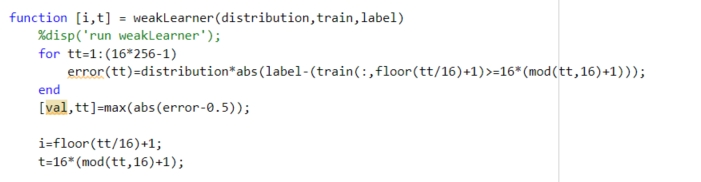 function [i,t] = weakLearner(distribution,train,label)
%disp('run weakLearner');
for tt=1:(16*256-1)
error(tt)=distribution*abs(label-(train(:,floor(tt/16)+1)>=16*(mod(tt,16)+1)));
end
[val,tt]=max(abs(error-0.5));
i=floor(tt/16)+1;
t=16*(mod(tt,16)+1);